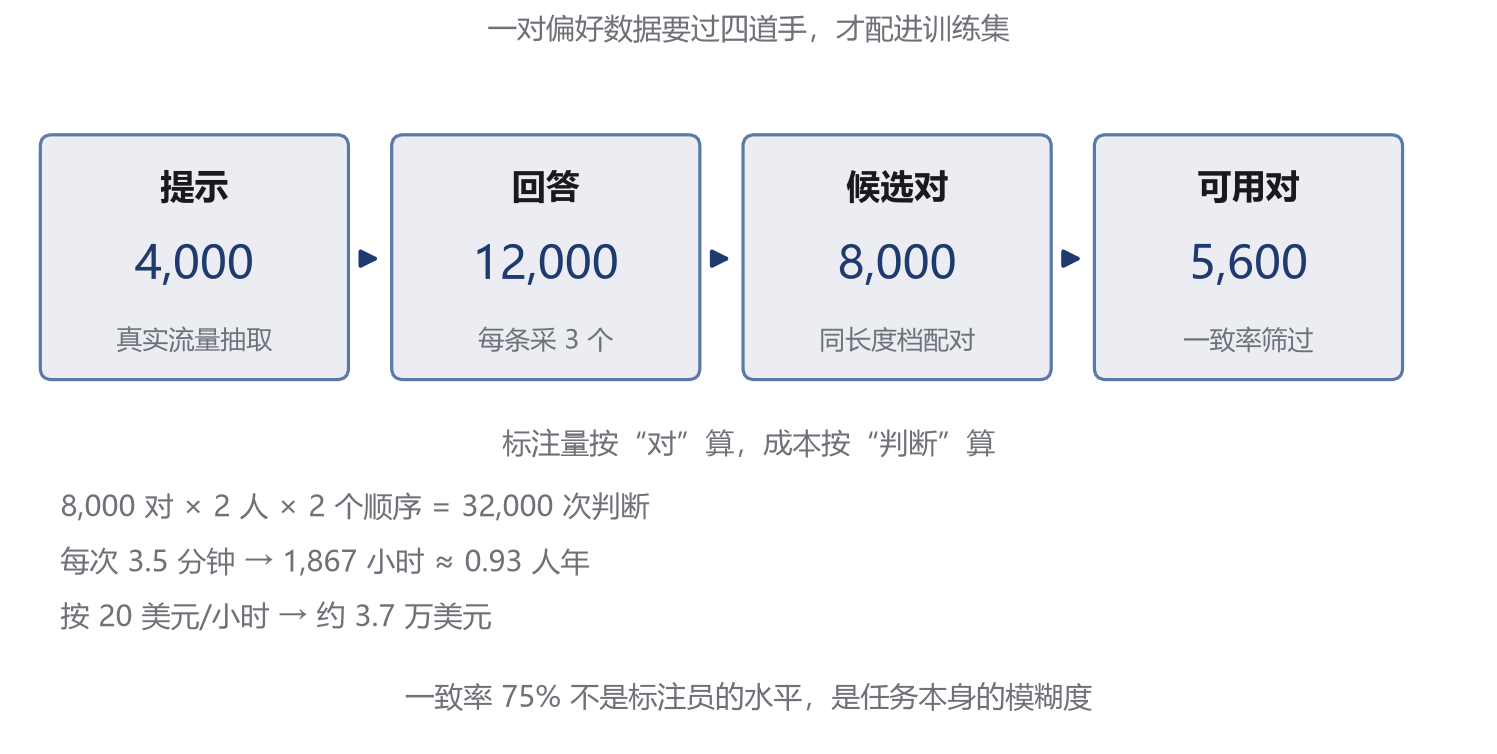 一对偏好数据要过四道手，才配进训练集
提示
4,000
真实流量抽取
回答
12,000
每条采 3 个
候选对
8,000
同长度档配对
可用对
5,600
一致率筛过
标注量按“对”算，成本按“判断”算
8,000 对 × 2 人 × 2 个顺序 = 32,000 次判断
每次 3.5 分钟 → 1,867 小时 ≈ 0.93 人年
按 20 美元/小时 → 约 3.7 万美元
一致率 75% 不是标注员的水平，是任务本身的模糊度